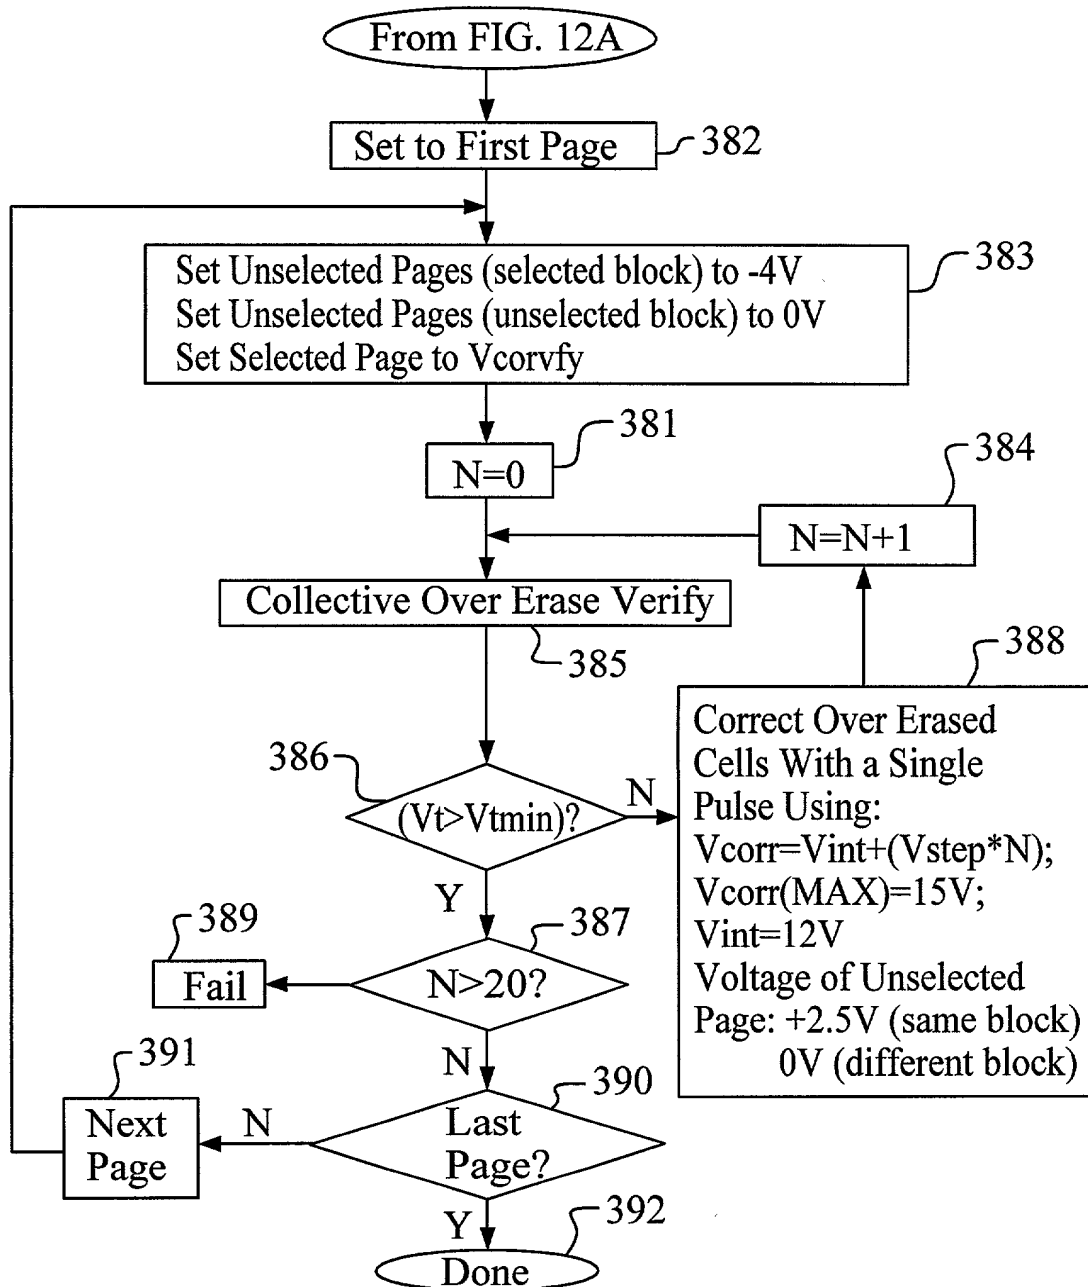 From FIG. 12A
Set to First Page
382
Set Unselected Pages (selected block) to -4V
Set Unselected Pages (unselected block) to 0V
Set Selected Page to Vcorvfy
383
N=0
381
N=N+1
384
Collective Over Erase Verify
385
388
Correct Over Erased
Cells With a Single
Pulse Using:
Vcorr=Vint+(Vstep*N);
Vcorr(MAX)=15V;
Vint=12V
Voltage of Unselected
Page: +2.5V (same block)
0V (different block)
386
(Vt>Vtmin)?
N
Y
387
N>20?
389
Fail
N
390
Last
Page?
N
391
Next
Page
Y
392
Done